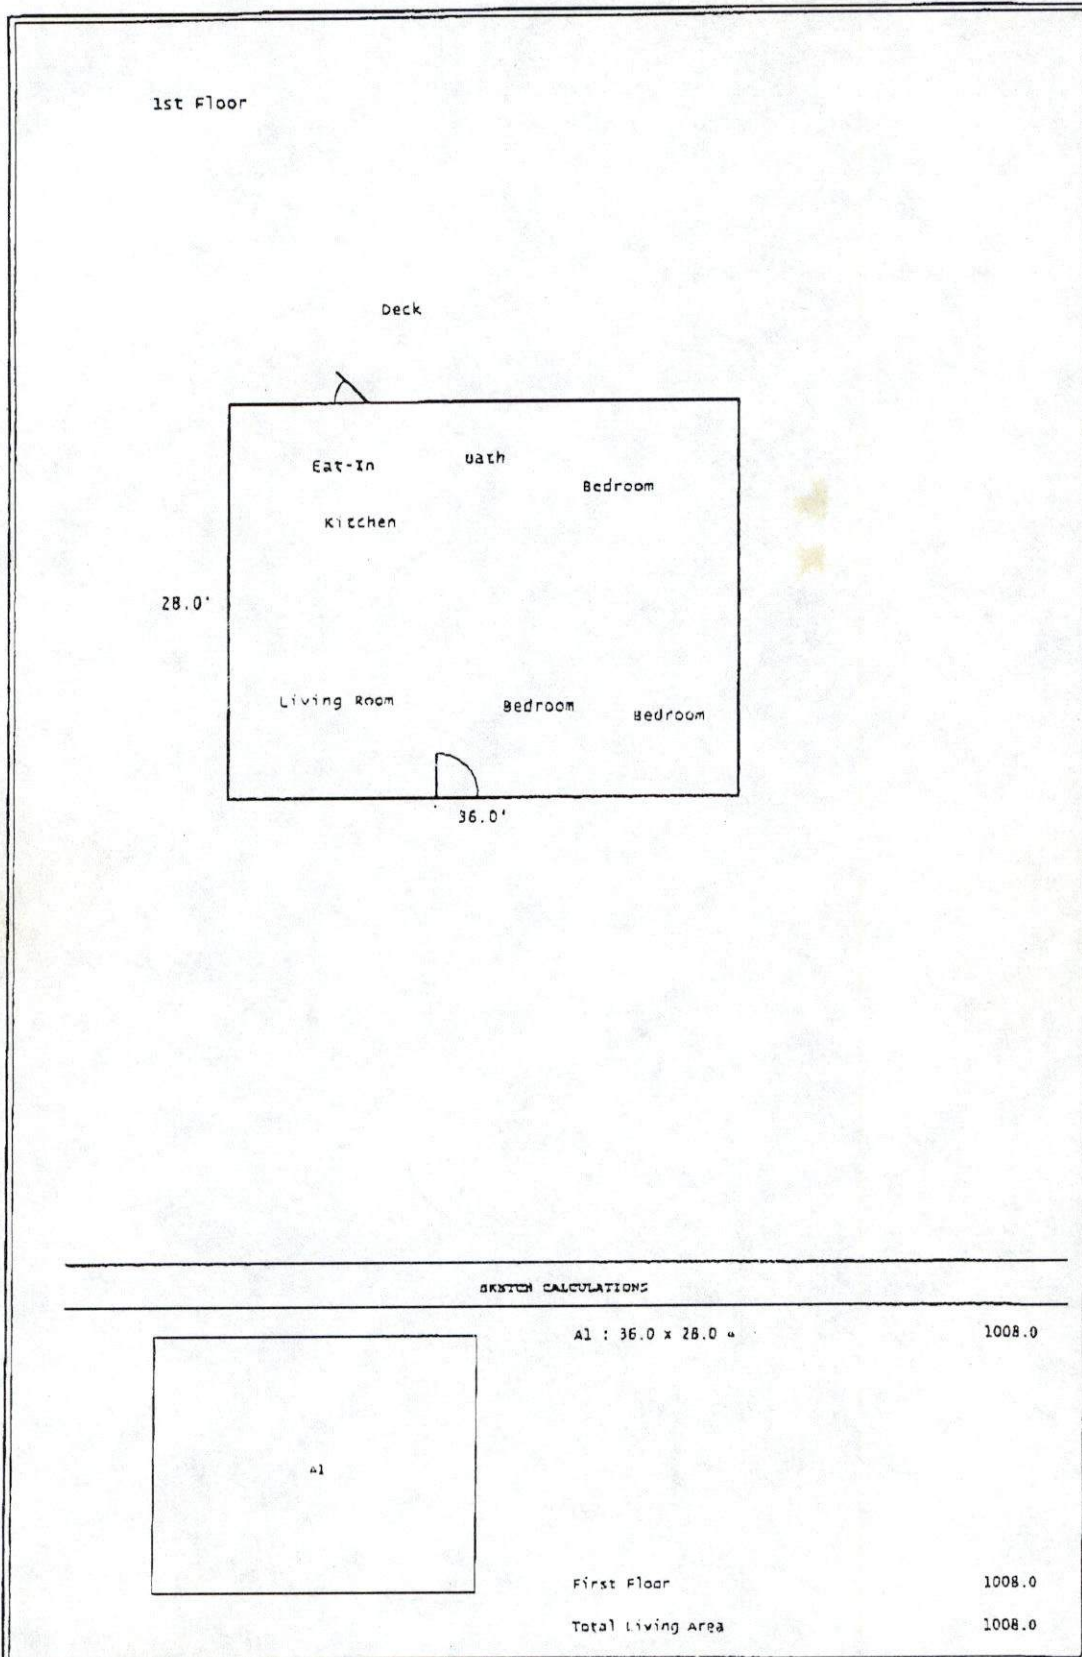 1st Floor
Deck
Eat-In
Bath
Bedroom
Kitchen
28.0'
Living Room
Bedroom
Bedroom
36.0'
SKETCH CALCULATIONS
A1 : 36.0 x 28.0 =
1008.0
A1
First Floor
1008.0
Total Living Area
1008.0